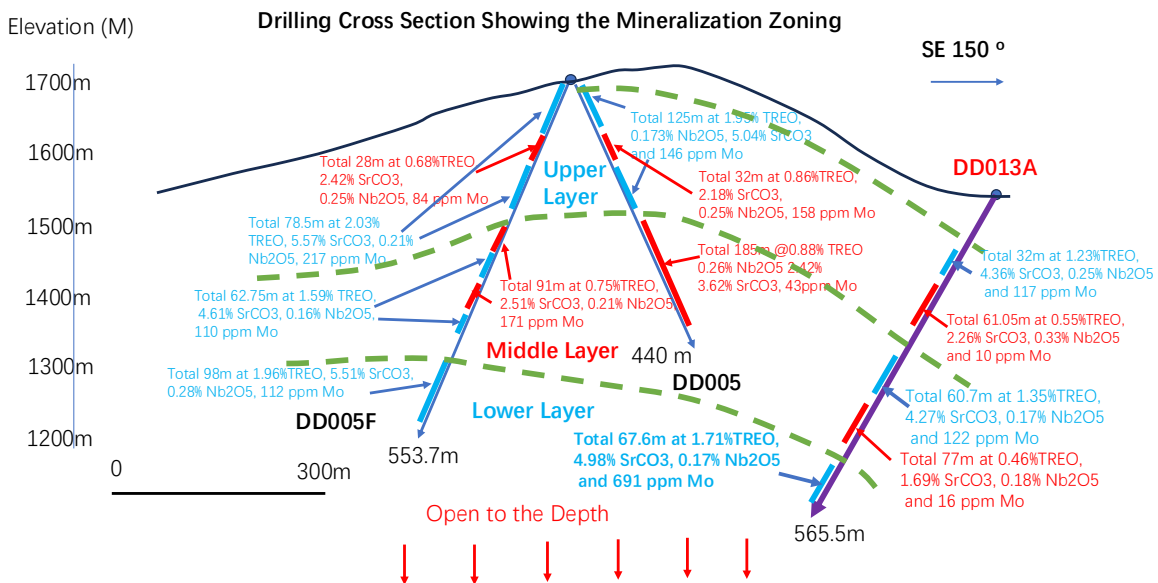 Drilling Cross Section Showing the Mineralization Zoning
Elevation (M)
SE 150 º
1700m
1600m
1500m
1400m
1300m
1200m
Total 125m at 1.95% TREO,
0.173% Nb2O5, 5.04% SrCO3
and 146 ppm Mo
Total 28m at 0.68%TREO,
2.42% SrCO3,
0.25% Nb2O5, 84 ppm Mo
Upper
Layer
Total 32m at 0.86%TREO,
2.18% SrCO3,
0.25% Nb2O5, 158 ppm Mo
DD013A
Total 78.5m at 2.03%
TREO, 5.57% SrCO3, 0.21%
Nb2O5, 217 ppm Mo
Total 185m @0.88% TREO
0.26% Nb2O5 2.42%
3.62% SrCO3, 43ppm Mo
Total 32m at 1.23%TREO,
4.36% SrCO3, 0.25% Nb2O5
and 117 ppm Mo
Total 62.75m at 1.59% TREO,
4.61% SrCO3, 0.16% Nb2O5,
110 ppm Mo
Total 91m at 0.75%TREO,
2.51% SrCO3, 0.21% Nb2O5,
171 ppm Mo
Total 61.05m at 0.55%TREO,
2.26% SrCO3, 0.33% Nb2O5
and 10 ppm Mo
Middle Layer
440 m
DD005
Total 98m at 1.96%TREO, 5.51% SrCO3,
0.28% Nb2O5, 112 ppm Mo
Lower Layer
DD005F
553.7m
Total 60.7m at 1.35%TREO,
4.27% SrCO3, 0.17% Nb2O5
and 122 ppm Mo
Total 67.6m at 1.71%TREO,
4.98% SrCO3, 0.17% Nb2O5
and 691 ppm Mo
Total 77m at 0.46%TREO,
1.69% SrCO3, 0.18% Nb2O5
and 16 ppm Mo
0
300m
Open to the Depth
565.5m